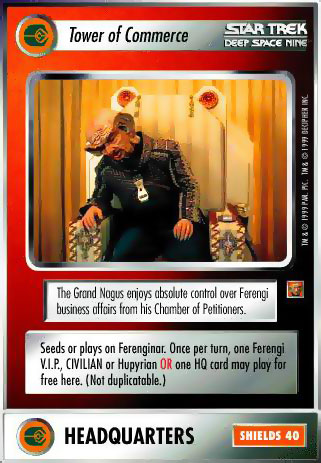 Tower of Commerce
STAR TREK
DEEP SPACE NINE
TM & © 1999 PAR. PIC. TM & © 1999 DECIPHER INC.
The Grand Nagus enjoys absolute control over Ferengi
business affairs from his Chamber of Petitioners.
Seeds or plays on Ferenginar. Once per turn, one Ferengi
V.I.P., CIVILIAN or Hupyrian OR one HQ card may play for
free here. (Not duplicatable.)
HEADQUARTERS
SHIELDS 40